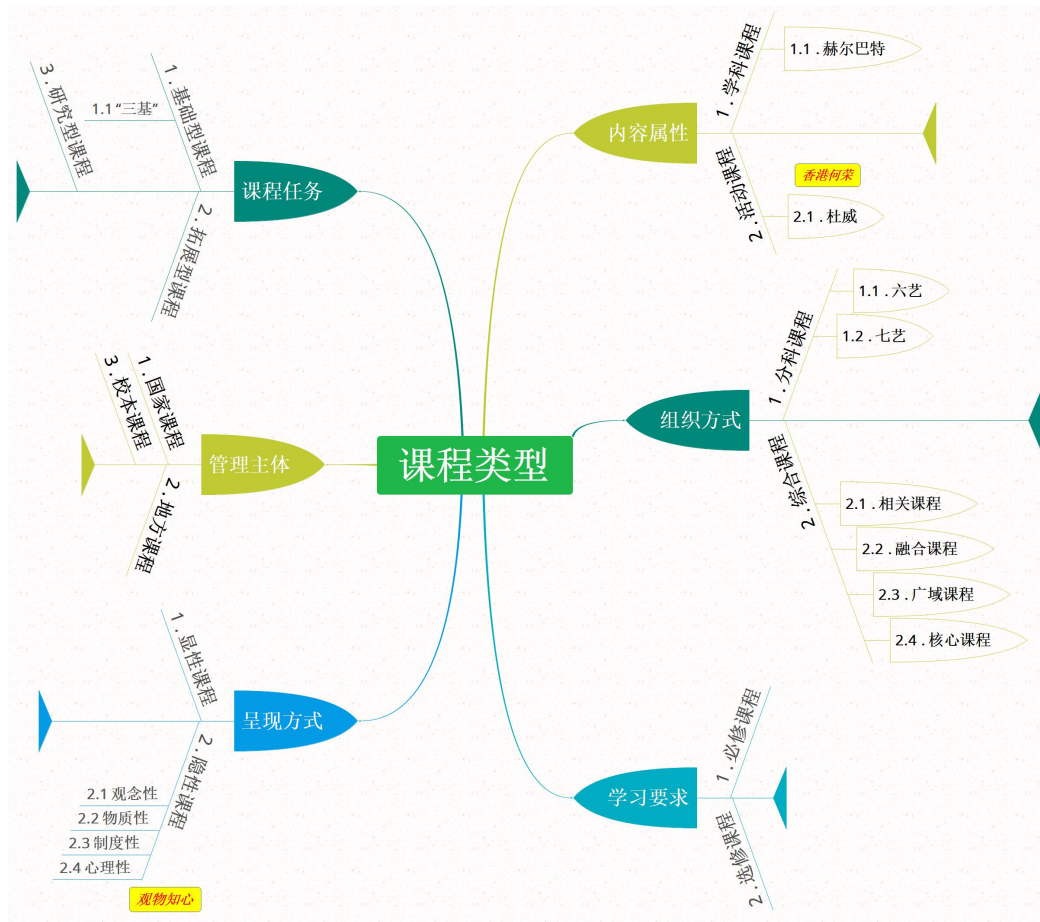 课程类型
内容属性
1 . 学科课程
1.1 . 赫尔巴特
2 . 活动课程
香港何荣
2.1 . 杜威
组织方式
1 . 分科课程
1.1 . 六艺
1.2 . 七艺
2 . 综合课程
2.1 . 相关课程
2.2 . 融合课程
2.3 . 广域课程
2.4 . 核心课程
学习要求
1 . 必修课程
2 . 选修课程
课程任务
1 . 基础型课程
1.1 “三基”
2 . 拓展型课程
3 . 研究型课程
管理主体
1 . 国家课程
2 . 地方课程
3 . 校本课程
呈现方式
1 . 显性课程
2 . 隐性课程
2.1 观念性
2.2 物质性
2.3 制度性
2.4 心理性
观物知心